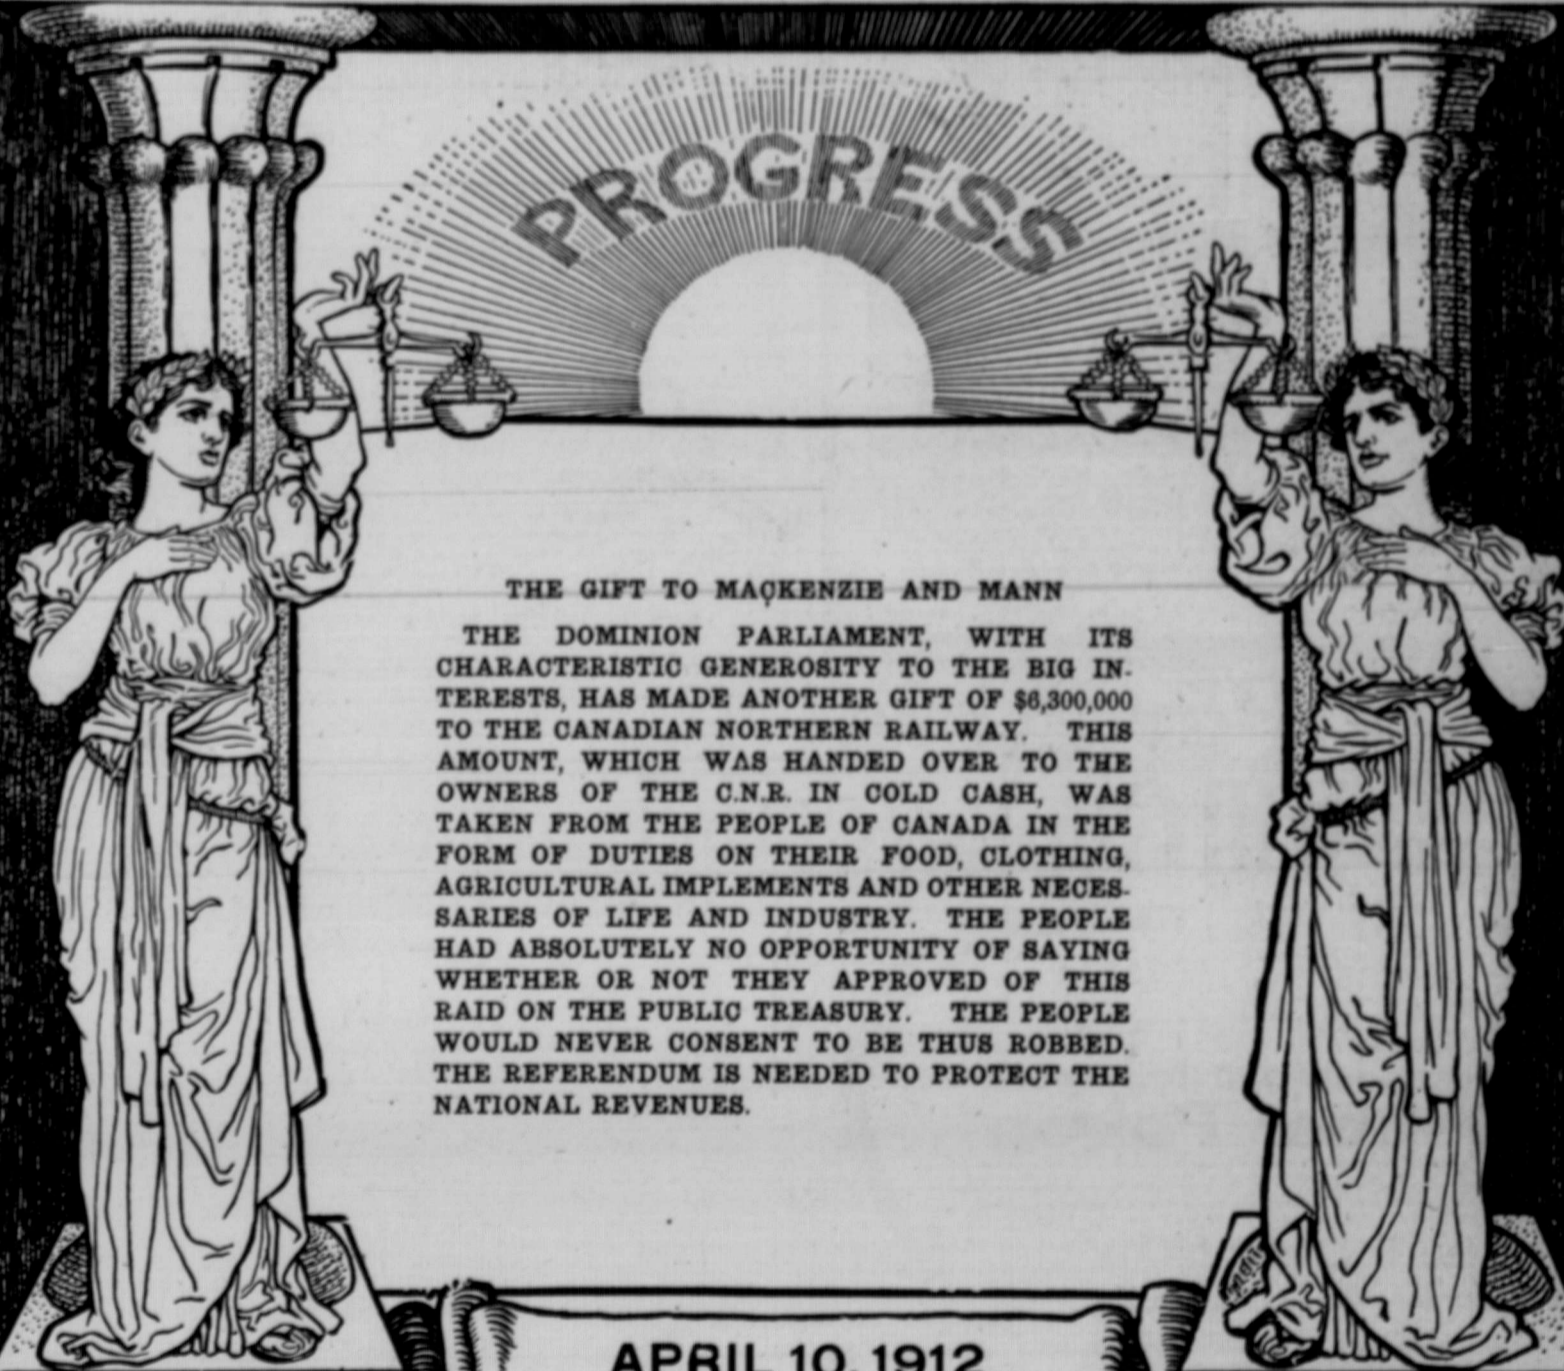 PROGRESS
THE GIFT TO MACKENZIE AND MANN
THE DOMINION PARLIAMENT, WITH ITS
CHARACTERISTIC GENEROSITY TO THE BIG IN-
TERESTS, HAS MADE ANOTHER GIFT OF $6,300,000
TO THE CANADIAN NORTHERN RAILWAY. THIS
AMOUNT, WHICH WAS HANDED OVER TO THE
OWNERS OF THE C.N.R. IN COLD CASH, WAS
TAKEN FROM THE PEOPLE OF CANADA IN THE
FORM OF DUTIES ON THEIR FOOD, CLOTHING,
AGRICULTURAL IMPLEMENTS AND OTHER NECES-
SARIES OF LIFE AND INDUSTRY. THE PEOPLE
HAD ABSOLUTELY NO OPPORTUNITY OF SAYING
WHETHER OR NOT THEY APPROVED OF THIS
RAID ON THE PUBLIC TREASURY. THE PEOPLE
WOULD NEVER CONSENT TO BE THUS ROBBED.
THE REFERENDUM IS NEEDED TO PROTECT THE
NATIONAL REVENUES.
APRIL 10, 1912